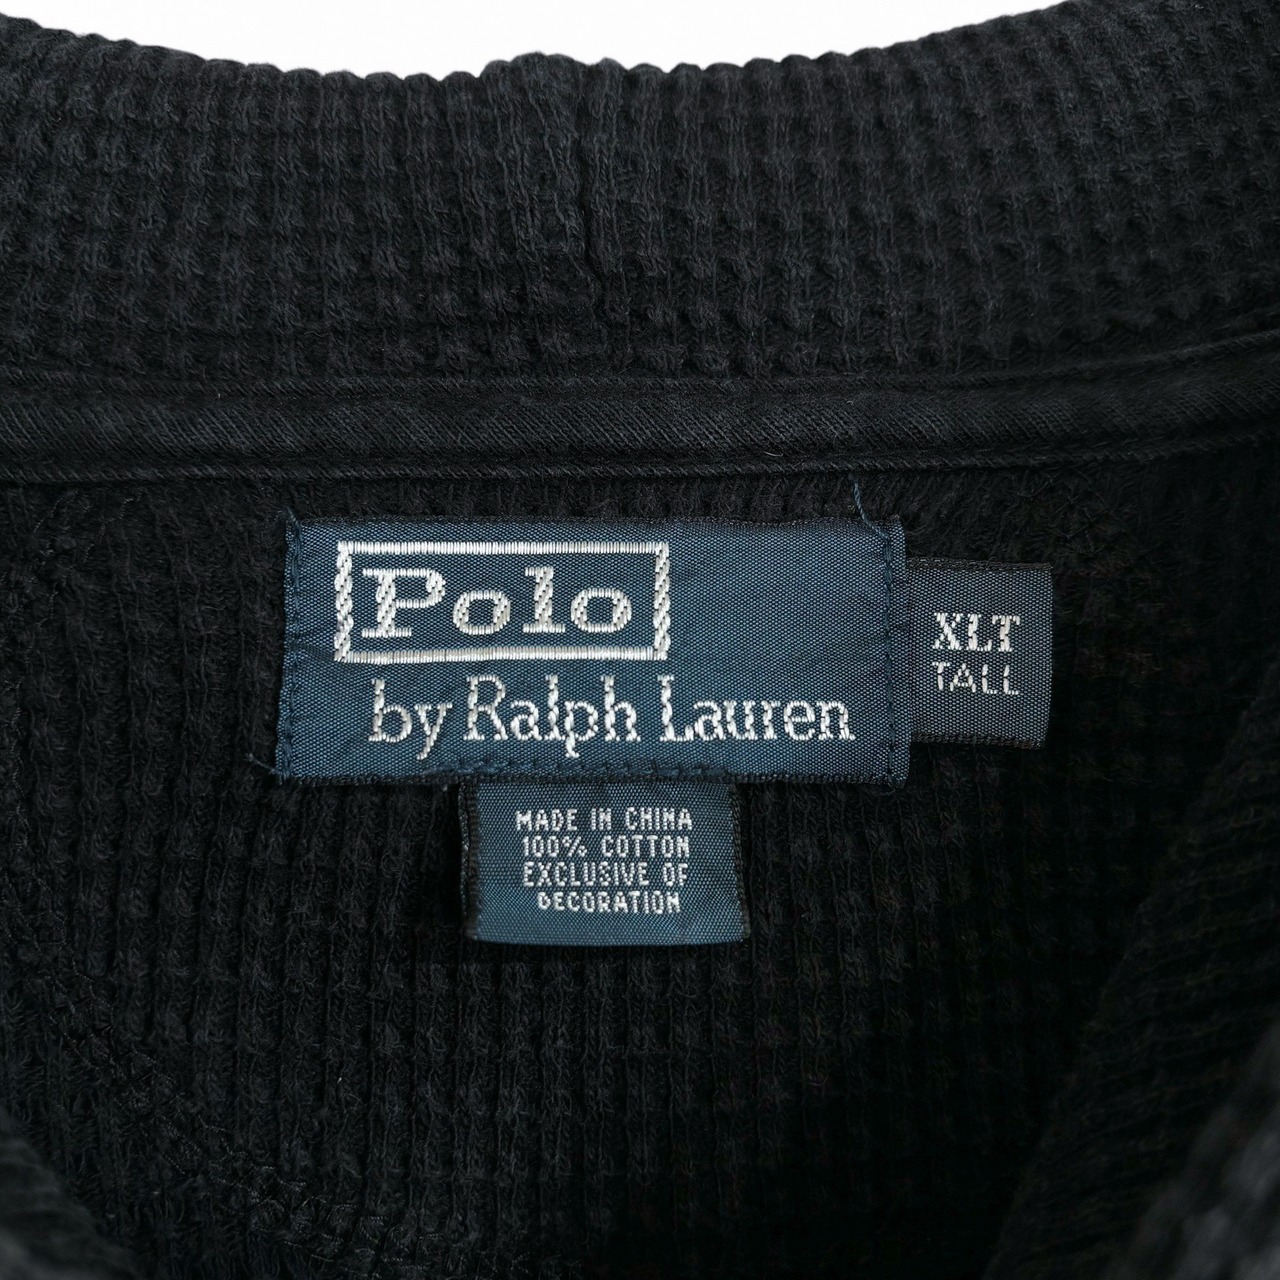 Polo
by Ralph Lauren
XLT
TALL
MADE IN CHINA
100% COTTON
EXCLUSIVE OF
DECORATION